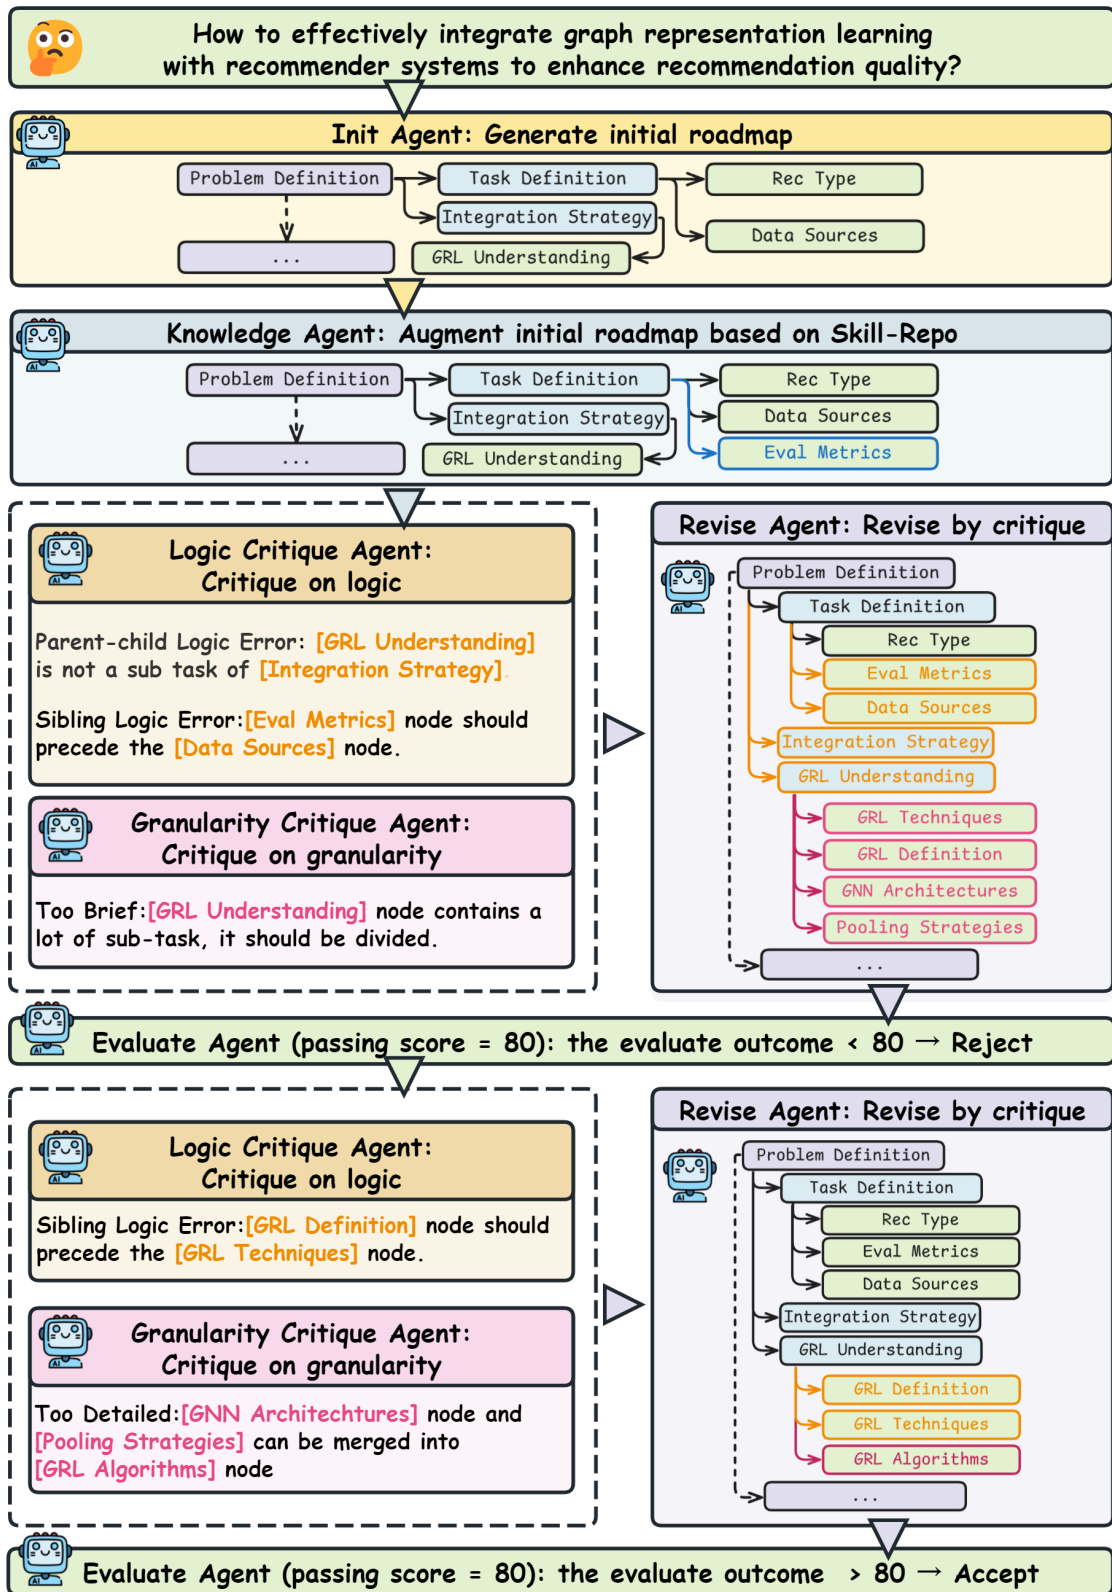 How to effectively integrate graph representation learning
with recommender systems to enhance recommendation quality?
Init Agent: Generate initial roadmap
Problem Definition
Task Definition
Rec Type
Integration Strategy
Data Sources
...
GRL Understanding
Knowledge Agent: Augment initial roadmap based on Skill-Repo
Problem Definition
Task Definition
Rec Type
Integration Strategy
Data Sources
...
GRL Understanding
Eval Metrics
Logic Critique Agent:
Critique on logic
Parent-child Logic Error: [GRL Understanding]
is not a sub task of [Integration Strategy].
Sibling Logic Error:[Eval Metrics] node should
precede the [Data Sources] node.
Granularity Critique Agent:
Critique on granularity
Too Brief:[GRL Understanding] node contains a
lot of sub-task, it should be divided.
Revise Agent: Revise by critique
Problem Definition
Task Definition
Rec Type
Eval Metrics
Data Sources
Integration Strategy
GRL Understanding
GRL Techniques
GRL Definition
GNN Architectures
Pooling Strategies
...
Evaluate Agent (passing score = 80): the evaluate outcome < 80 → Reject
Logic Critique Agent:
Critique on logic
Sibling Logic Error:[GRL Definition] node should
precede the [GRL Techniques] node.
Granularity Critique Agent:
Critique on granularity
Too Detailed:[GNN Architechtures] node and
[Pooling Strategies] can be merged into
[GRL Algorithms] node
Revise Agent: Revise by critique
Problem Definition
Task Definition
Rec Type
Eval Metrics
Data Sources
Integration Strategy
GRL Understanding
GRL Definition
GRL Techniques
GRL Algorithms
...
Evaluate Agent (passing score = 80): the evaluate outcome > 80 → Accept